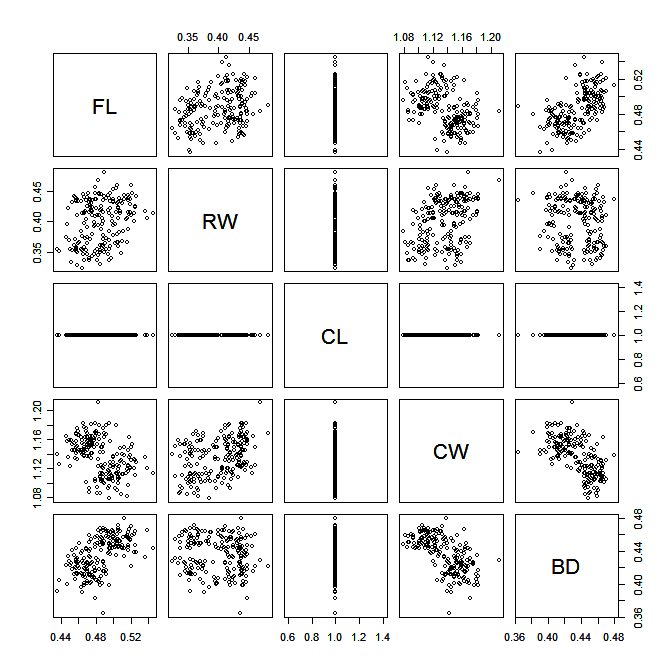 0.35 0.40 0.45 1.08 1.12 1.16 1.20
FL
0.44 0.48 0.52
0.35 0.40 0.45
RW
CL
0.6 0.8 1.0 1.2 1.4
1.08 1.12 1.16 1.20
CW
BD
0.36 0.40 0.44 0.48
0.44 0.48 0.52 0.6 0.8 1.0 1.2 1.4 0.36 0.40 0.44 0.48